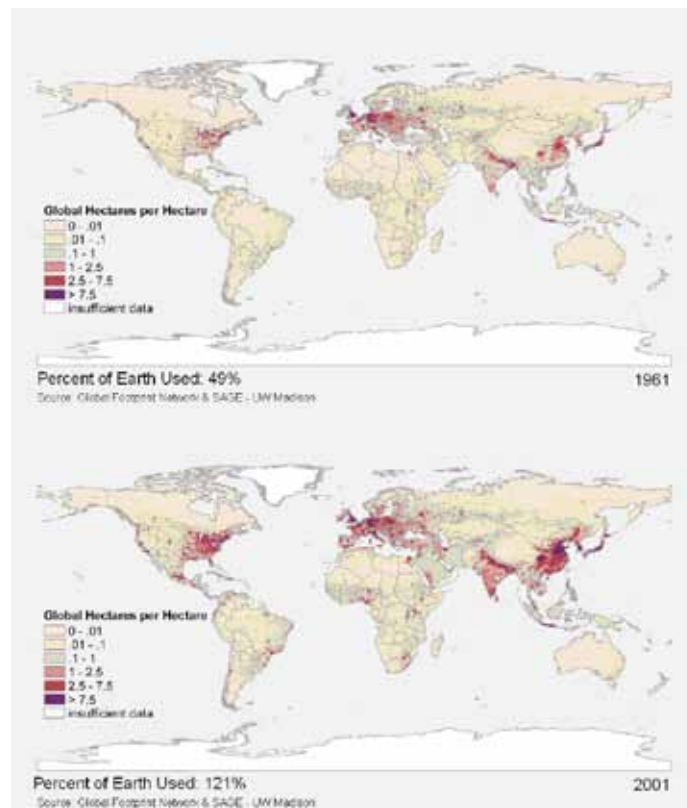 Global Hectares per Hectare
0 - .01
.01 - .1
.1 - 1
1 - 2.5
2.5 - 7.5
> 7.5
insufficient data
Percent of Earth Used: 49%
1961
Source: Global Footprint Network & SAGE - UW Madison
Global Hectares per Hectare
0 - .01
.01 - .1
.1 - 1
1 - 2.5
2.5 - 7.5
> 7.5
insufficient data
Percent of Earth Used: 121%
2001
Source: Global Footprint Network & SAGE - UW Madison